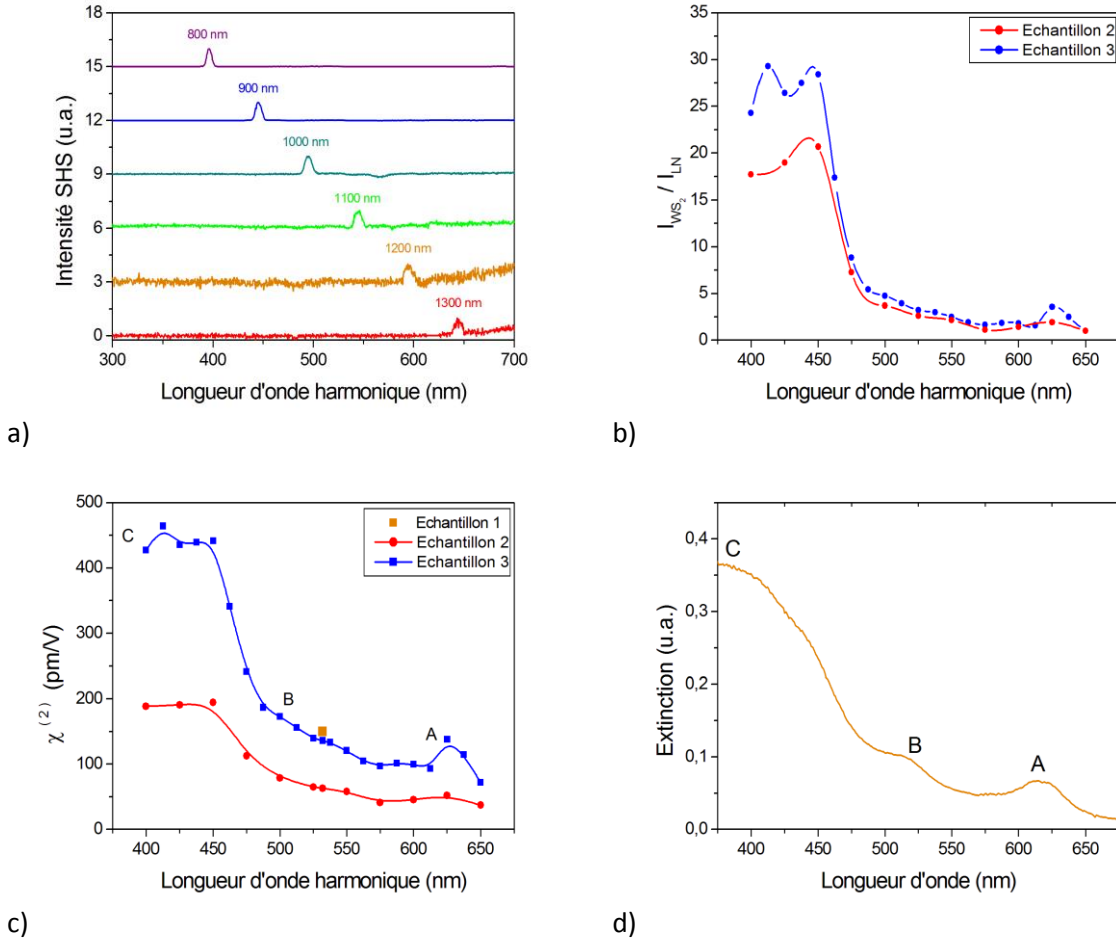 18
15
12
9
6
3
0
Intensité SHS (u.a.)
800 nm
900 nm
1000 nm
1100 nm
1200 nm
1300 nm
300 400 500 600 700
Longueur d'onde harmonique (nm)
a)
35
30
25
20
15
10
5
0
I WS2 / I LN
Echantillon 2
Echantillon 3
400 450 500 550 600 650
Longueur d'onde harmonique (nm)
b)
500
400
300
200
100
0
χ (2) (pm/V)
C
B
A
Echantillon 1
Echantillon 2
Echantillon 3
400 450 500 550 600 650
Longueur d'onde harmonique (nm)
c)
0,4
0,3
0,2
0,1
0,0
Extinction (u.a.)
C
B
A
400 450 500 550 600 650
Longueur d'onde (nm)
d)